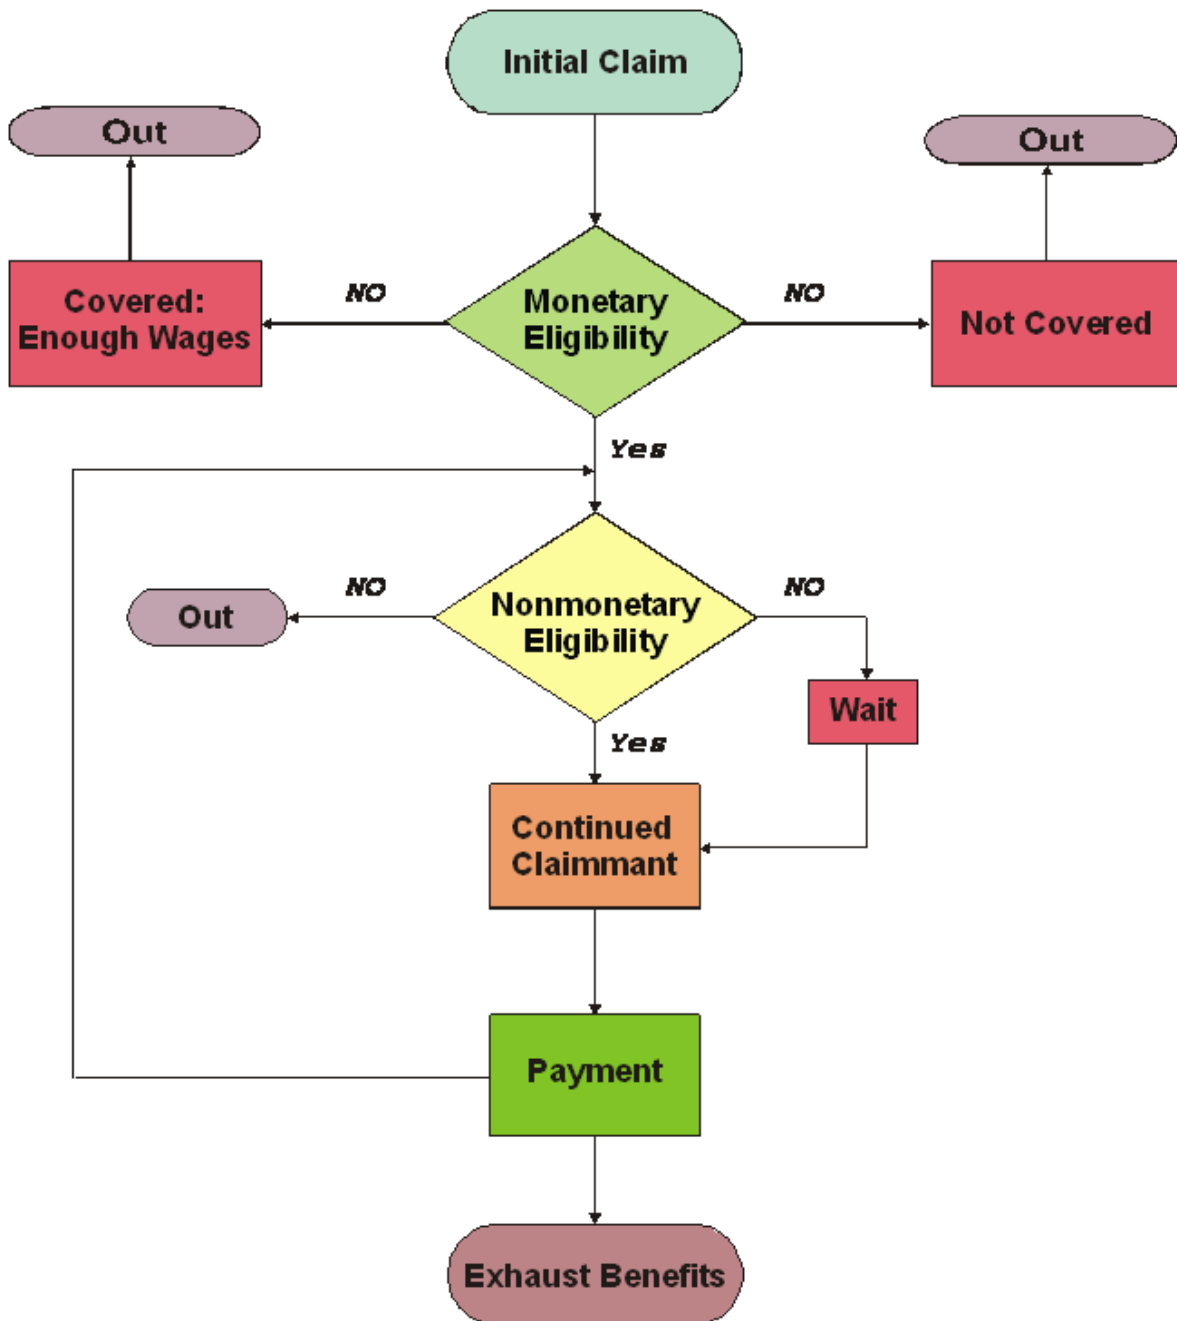 Initial Claim
Out
Out
Covered:
Enough Wages
NO
Monetary
Eligibility
NO
Not Covered
Yes
Out
NO
Nonmonetary
Eligibility
NO
Wait
Yes
Continued
Claimmant
Payment
Exhaust Benefits